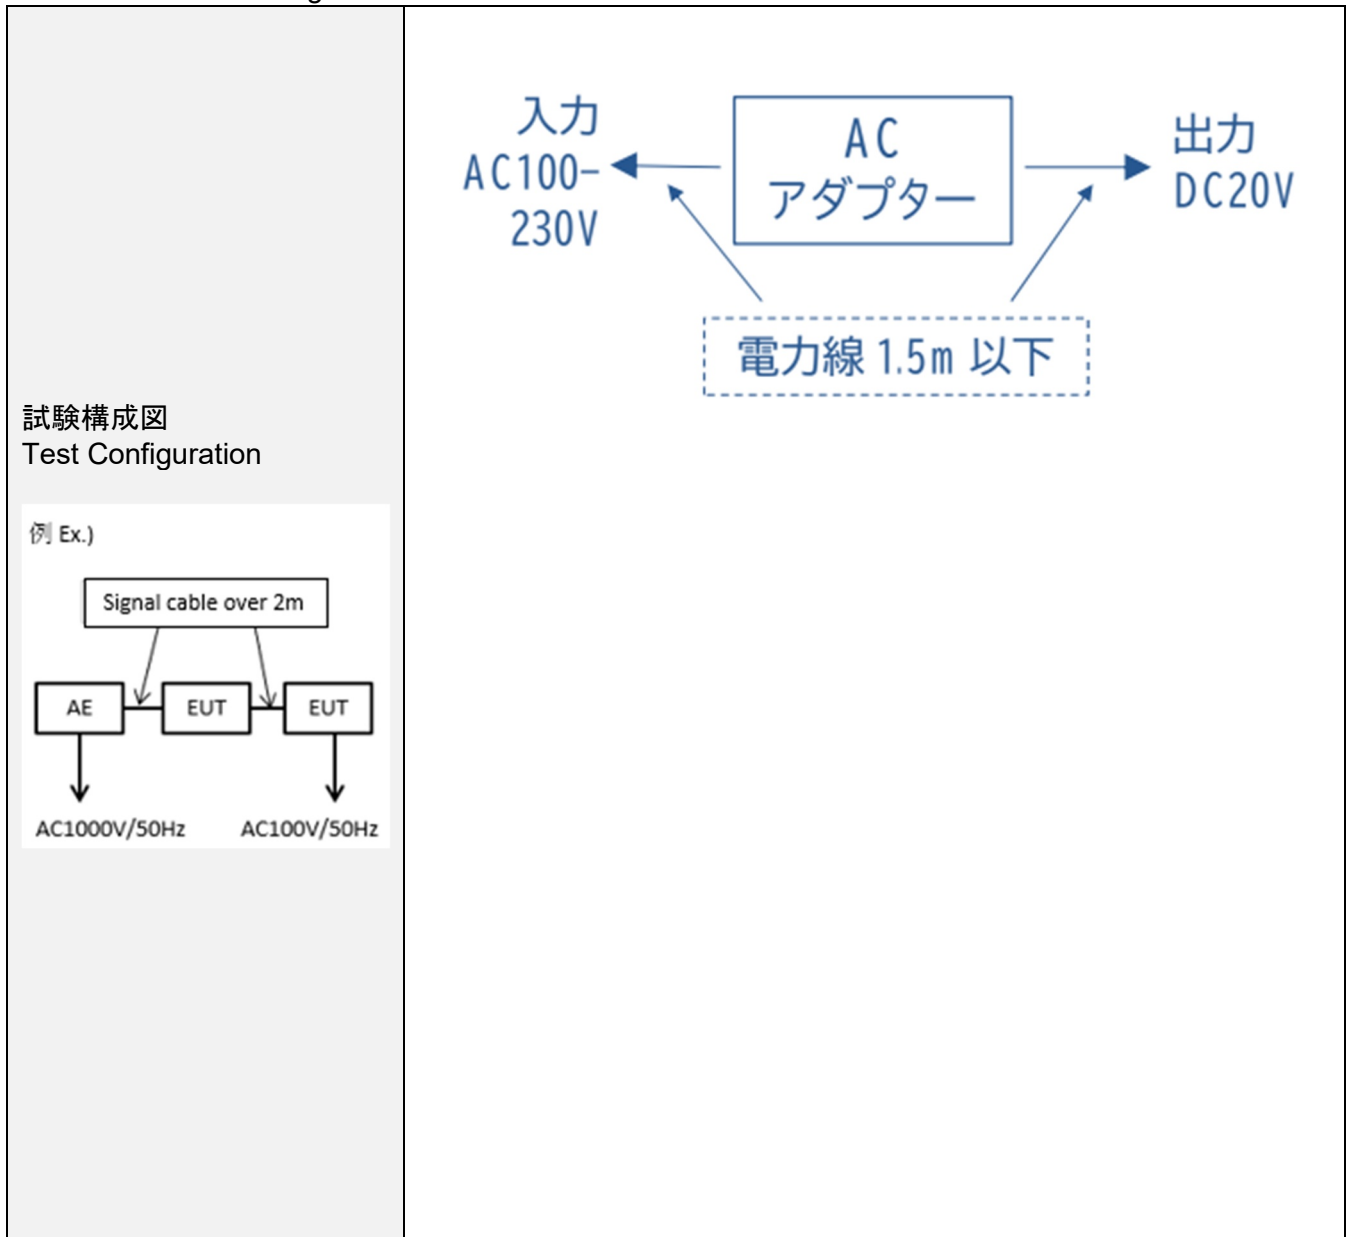 試験構成図
Test Configuration
例 Ex.)
Signal cable over 2m
AE
EUT
EUT
AC1000V/50Hz
AC100V/50Hz
入力
AC100-
230V
AC
アダプター
出力
DC20V
電力線 1.5m 以下